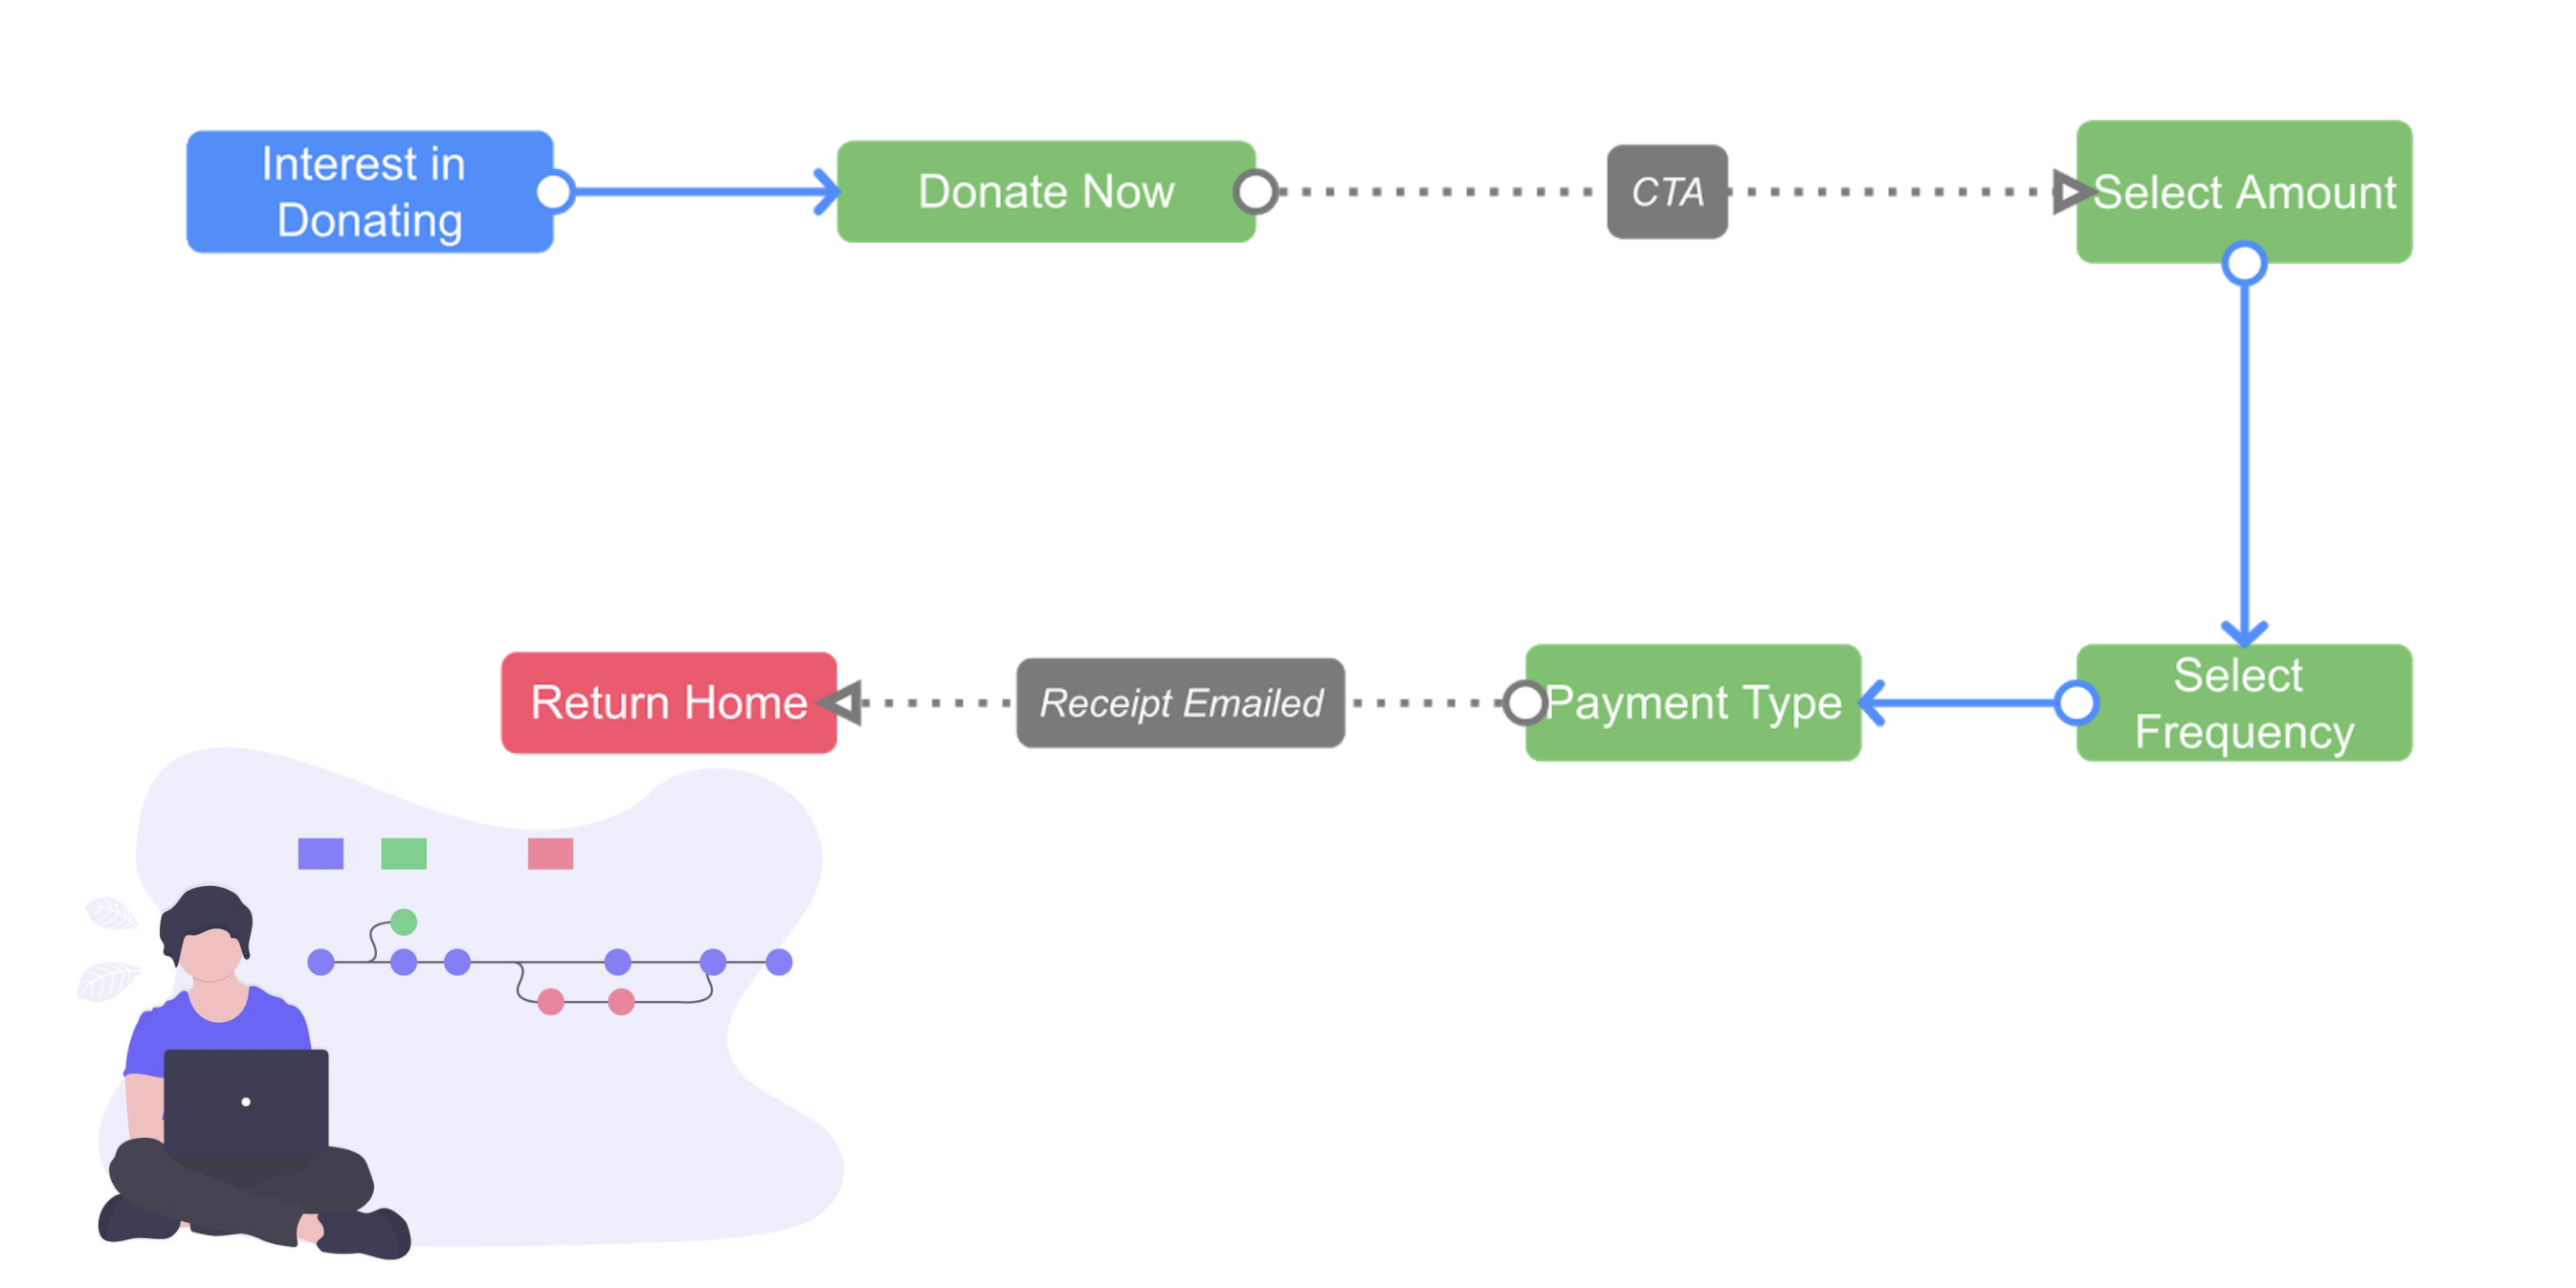 Interest in
Donating
Donate Now
CTA
Select Amount
Select
Frequency
Payment Type
Receipt Emailed
Return Home